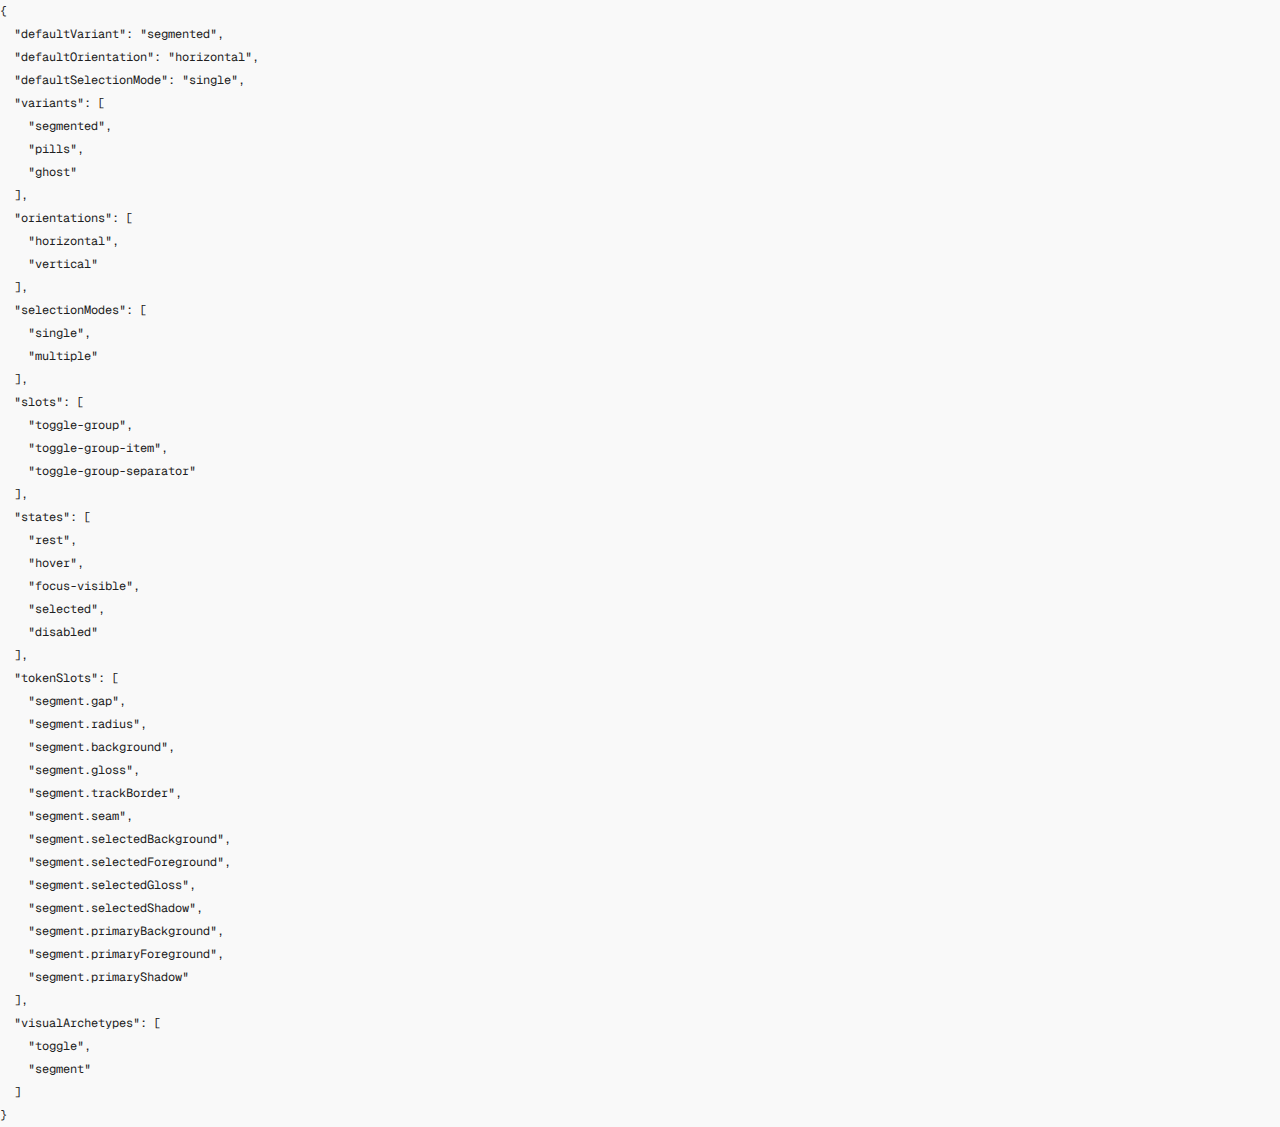 {
  "defaultVariant": "segmented",
  "defaultOrientation": "horizontal",
  "defaultSelectionMode": "single",
  "variants": [
    "segmented",
    "pills",
    "ghost"
  ],
  "orientations": [
    "horizontal",
    "vertical"
  ],
  "selectionModes": [
    "single",
    "multiple"
  ],
  "slots": [
    "toggle-group",
    "toggle-group-item",
    "toggle-group-separator"
  ],
  "states": [
    "rest",
    "hover",
    "focus-visible",
    "selected",
    "disabled"
  ],
  "tokenSlots": [
    "segment.gap",
    "segment.radius",
    "segment.background",
    "segment.gloss",
    "segment.trackBorder",
    "segment.seam",
    "segment.selectedBackground",
    "segment.selectedForeground",
    "segment.selectedGloss",
    "segment.selectedShadow",
    "segment.primaryBackground",
    "segment.primaryForeground",
    "segment.primaryShadow"
  ],
  "visualArchetypes": [
    "toggle",
    "segment"
  ]
}